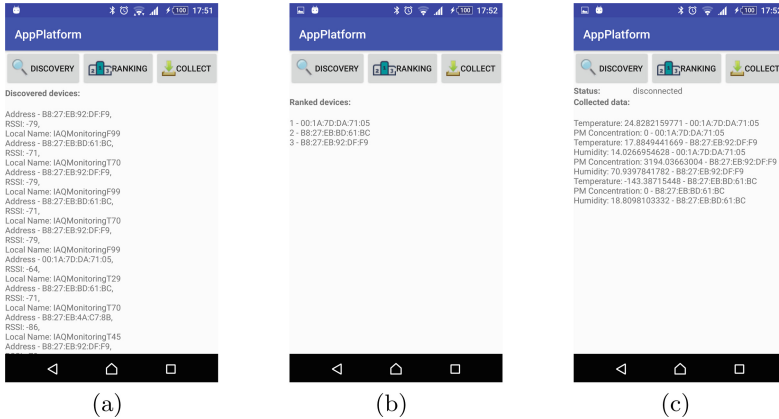 100 17:51
AppPlatform
DISCOVERY RANKING COLLECT
Discovered devices:
Address - B8:27:EB:92:DF:F9,
RSSI: -79,
Local Name: IAQMonitoringF99
Address - B8:27:EB:BD:61:BC,
RSSI: -71,
Local Name: IAQMonitoringT70
Address - B8:27:EB:92:DF:F9,
RSSI: -79,
Local Name: IAQMonitoringF99
Address - B8:27:EB:BD:61:BC,
RSSI: -71,
Local Name: IAQMonitoringT70
Address - B8:27:EB:92:DF:F9,
RSSI: -79,
Local Name: IAQMonitoringF99
Address - 00:1A:7D:DA:71:05,
RSSI: -64,
Local Name: IAQMonitoringT29
Address - B8:27:EB:BD:61:BC,
RSSI: -71,
Local Name: IAQMonitoringT70
Address - B8:27:EB:4A:C7:8B,
RSSI: -86,
Local Name: IAQMonitoringT45
Address - B8:27:EB:92:DF:F9,
(a)
100 17:52
AppPlatform
DISCOVERY RANKING COLLECT
Ranked devices:
1 - 00:1A:7D:DA:71:05
2 - B8:27:EB:BD:61:BC
3 - B8:27:EB:92:DF:F9
(b)
100 17:52
AppPlatform
DISCOVERY RANKING COLLECT
Status: disconnected
Collected data:
Temperature: 24.8282159771 - 00:1A:7D:DA:71:05
PM Concentration: 0 - 00:1A:7D:DA:71:05
Temperature: 17.8849441669 - B8:27:EB:92:DF:F9
Humidity: 14.0266954628 - 00:1A:7D:DA:71:05
PM Concentration: 3194.03663004 - B8:27:EB:92:DF:F9
Humidity: 70.9397841782 - B8:27:EB:92:DF:F9
Temperature: -143.38715448 - B8:27:EB:BD:61:BC
PM Concentration: 0 - B8:27:EB:BD:61:BC
Humidity: 18.8098103332 - B8:27:EB:BD:61:BC
(c)